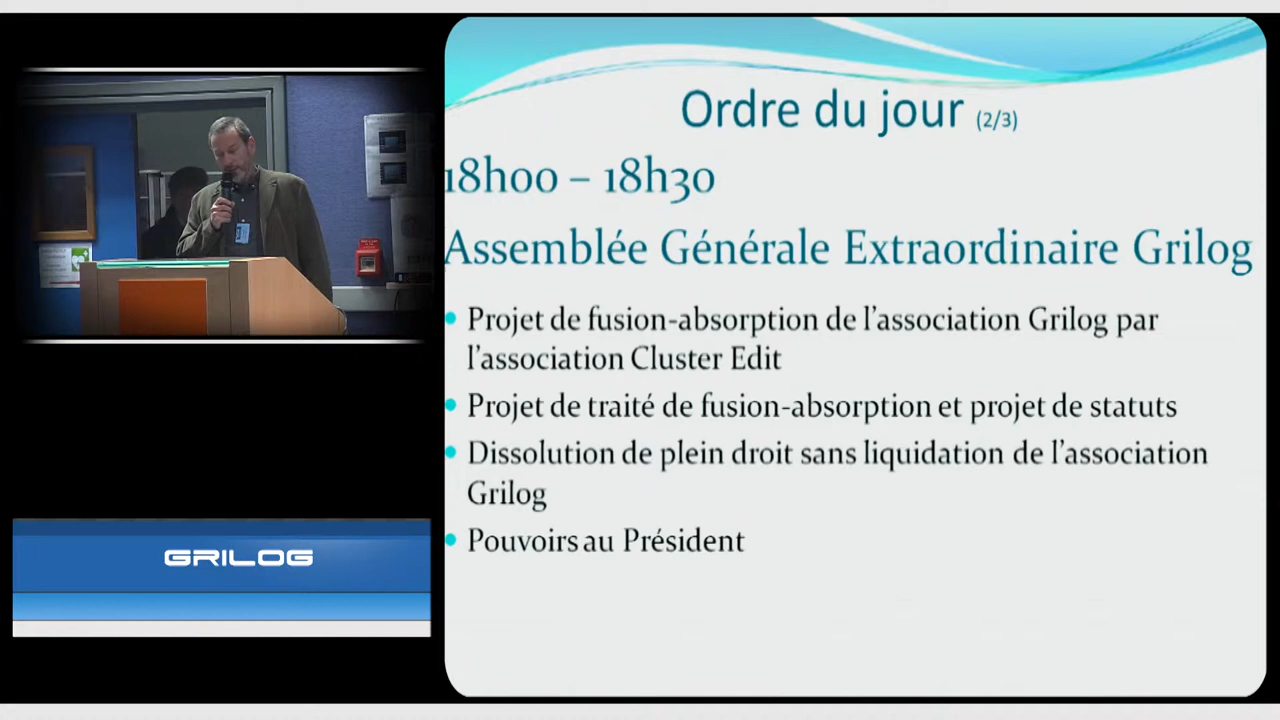 Ordre du jour (2/3)
18h00 – 18h30
Assemblée Générale Extraordinaire Grilog
Projet de fusion-absorption de l'association Grilog par
l'association Cluster Edit
Projet de traité de fusion-absorption et projet de statuts
Dissolution de plein droit sans liquidation de l'association
Grilog
Pouvoirs au Président
GRILOG